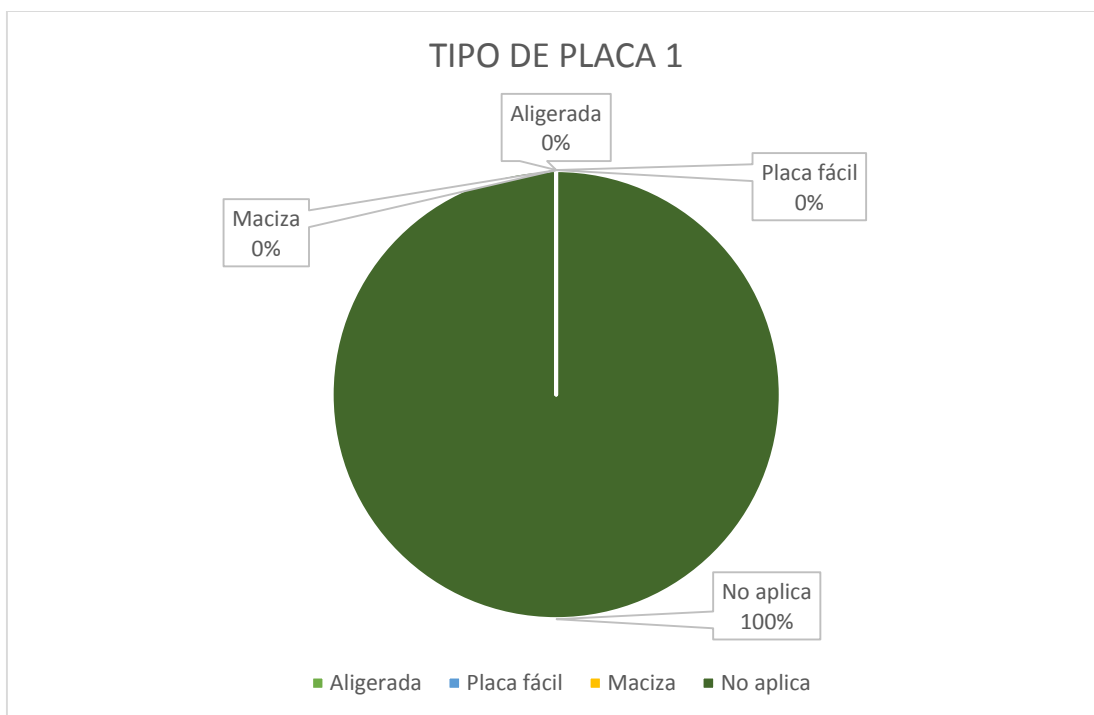 TIPO DE PLACA 1
Aligerada
0%
Placa fácil
0%
Maciza
0%
No aplica
100%
Aligerada Placa fácil Maciza No aplica